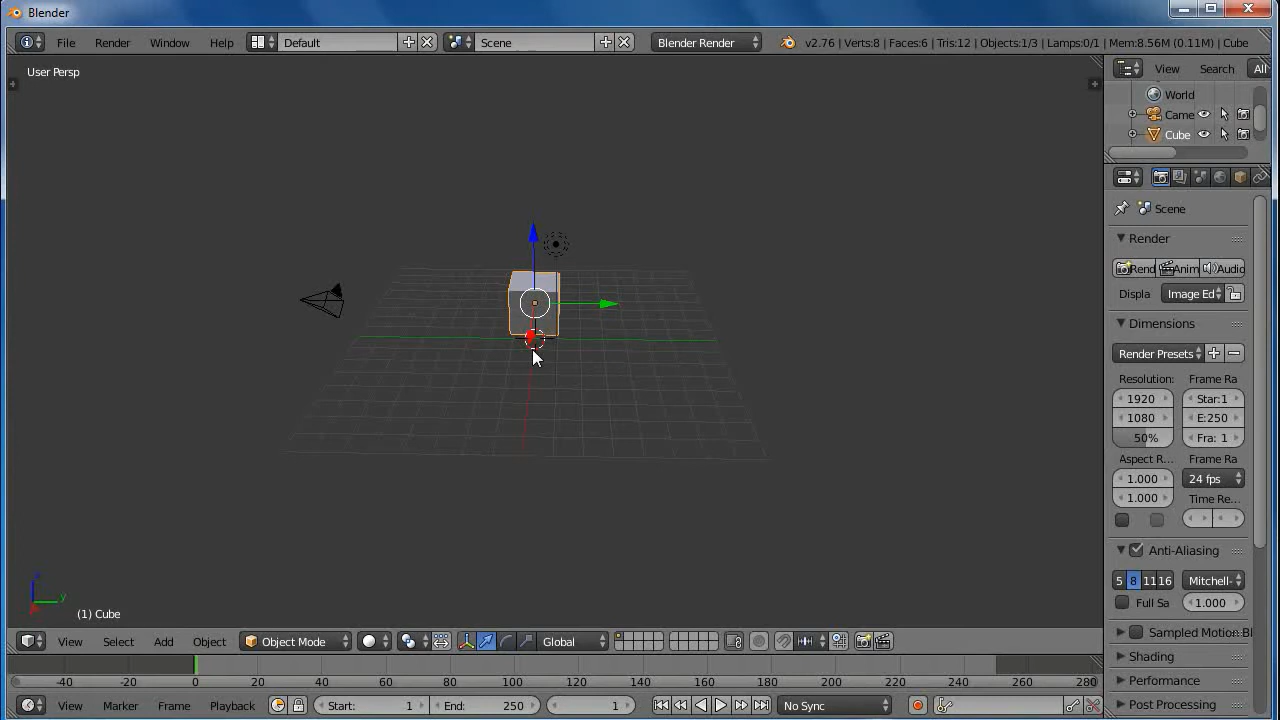 Blender
File Render Window Help Default Scene Blender Render v2.76 | Verts:8 | Faces:6 | Tris:12 | Objects:1/3 | Lamps:0/1 | Mem:8.56M (0.11M) | Cube
User Persp
View Search All
World
Came
Cube
Scene
Render
Rend Anim Audio
Displa Image Ed
Dimensions
Render Presets
Resolution: Frame Ra
1920 Star:1
1080 E:250
50% Fra: 1
Aspect R... Frame Ra
1.000 24 fps
1.000 Time Re...
Anti-Aliasing
5 8 11 16 Mitchell-
Full Sa 1.000
Sampled Motion Bl
Shading
Performance
Post Processing
z
y
(1) Cube
View Select Add Object Object Mode Global
-40 -20 0 20 40 60 80 100 120 140 160 180 200 220 240 260 280
View Marker Frame Playback Start: 1 End: 250 1 No Sync